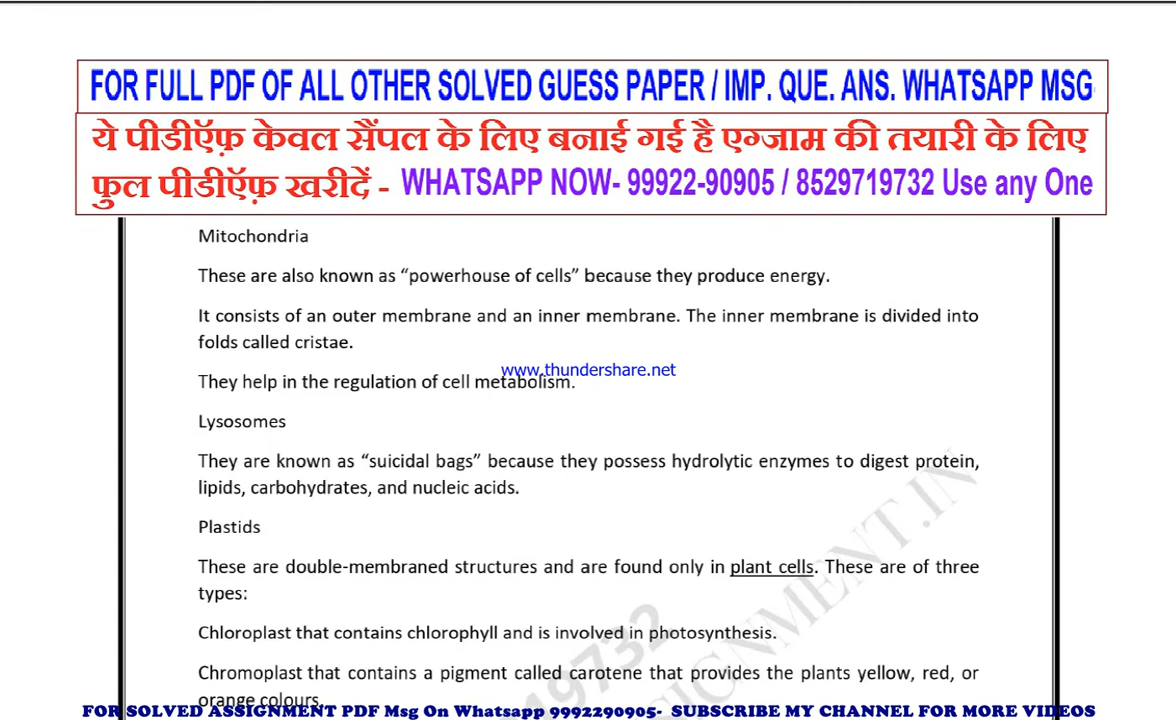 FOR FULL PDF OF ALL OTHER SOLVED GUESS PAPER / IMP. QUE. ANS. WHATSAPP MSG
ये पीडीऍफ़ केवल सैंपल के लिए बनाई गई है एग्जाम की तयारी के लिए
फुल पीडीऍफ़ खरीदें - WHATSAPP NOW- 99922-90905 / 8529719732 Use any One
Mitochondria
These are also known as “powerhouse of cells” because they produce energy.
It consists of an outer membrane and an inner membrane. The inner membrane is divided into
folds called cristae.
www.thundershare.net
They help in the regulation of cell metabolism.
Lysosomes
They are known as “suicidal bags” because they possess hydrolytic enzymes to digest protein,
lipids, carbohydrates, and nucleic acids.
Plastids
These are double-membraned structures and are found only in plant cells. These are of three
types:
Chloroplast that contains chlorophyll and is involved in photosynthesis.
Chromoplast that contains a pigment called carotene that provides the plants yellow, red, or
orange colours.
FOR SOLVED ASSIGNMENT PDF Msg On Whatsapp 9992290905- SUBSCRIBE MY CHANNEL FOR MORE VIDEOS